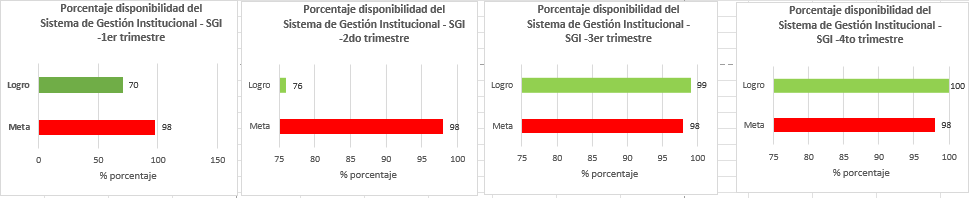 Porcentaje disponibilidad del
Sistema de Gestión Institucional - SGI
-1er trimestre
Logro
70
Meta
98
0
50
100
150
% porcentaje
Porcentaje disponibilidad del
Sistema de Gestión Institucional - SGI
-2do trimestre
Logro
76
Meta
98
75
80
85
90
95
100
% porcentaje
Porcentaje disponibilidad del
Sistema de Gestión Institucional -
SGI -3er trimestre
Logro
99
Meta
98
75
80
85
90
95
100
% porcentaje
Porcentaje disponibilidad del
Sistema de Gestión Institucional -
SGI -4to trimestre
Logro
100
Meta
98
75
80
85
90
95
100
% porcentaje